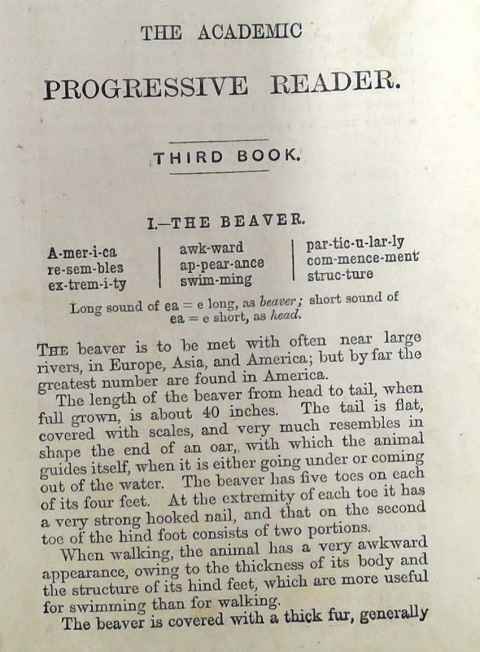 THE ACADEMIC
PROGRESSIVE READER.
THIRD BOOK.
I.—THE BEAVER.
A-mer-i-ca
re-sem-bles
ex-trem-i-ty
awk-ward
ap-pear-ance
swim-ming
par-tic-u-lar-ly
com-mence-ment
struc-ture
Long sound of ea = e long, as beaver; short sound of
ea = e short, as head.
THE beaver is to be met with often near large
rivers, in Europe, Asia, and America; but by far the
greatest number are found in America.
The length of the beaver from head to tail, when
full grown, is about 40 inches. The tail is flat,
covered with scales, and very much resembles in
shape the end of an oar, with which the animal
guides itself, when it is either going under or coming
out of the water. The beaver has five toes on each
of its four feet. At the extremity of each toe it has
a very strong hooked nail, and that on the second
toe of the hind foot consists of two portions.
When walking, the animal has a very awkward
appearance, owing to the thickness of its body and
the structure of its hind feet, which are more useful
for swimming than for walking.
The beaver is covered with a thick fur, generally